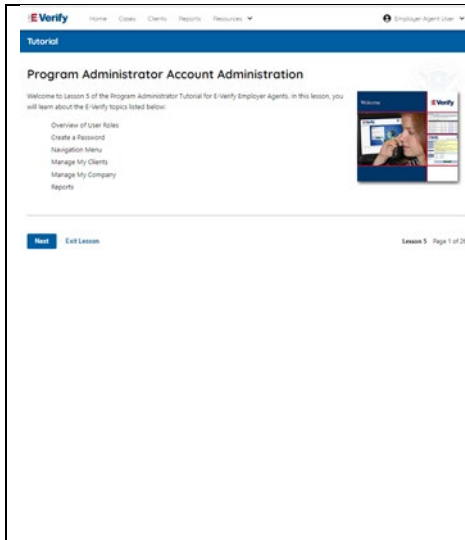 E-Verify Home Cases Clients Reports Resources Employer Agent User
Tutorial
Program Administrator Account Administration
Welcome to Lesson 5 of the Program Administrator Tutorial for E-Verify Employer Agents. In this lesson, you
will learn about the E-Verify topics listed below:
Overview of User Roles
Create a Password
Navigation Menu
Manage My Clients
Manage My Company
Reports
Welcome
E-Verify
Next Exit Lesson Lesson 5 Page 1 of